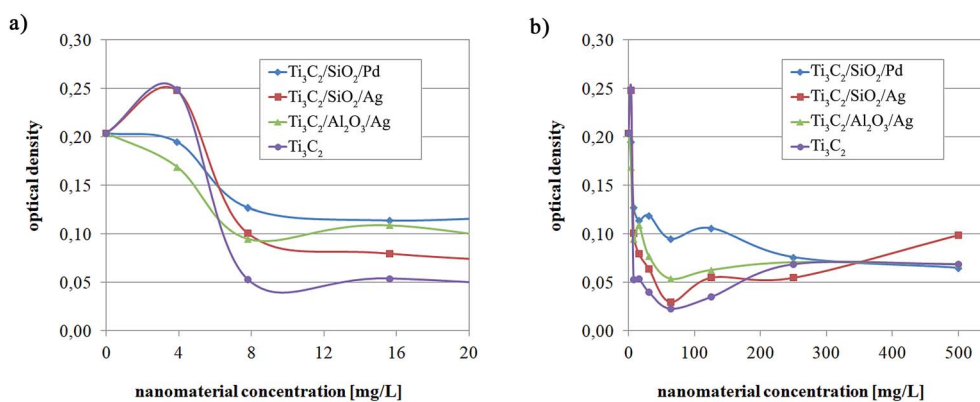 a)
optical density
0,30
0,25
0,20
0,15
0,10
0,05
0,00
0
4
8
12
16
20
nanomaterial concentration [mg/L]
Ti₃C₂/SiO₂/Pd
Ti₃C₂/SiO₂/Ag
Ti₃C₂/Al₂O₃/Ag
Ti₃C₂
b)
optical density
0,30
0,25
0,20
0,15
0,10
0,05
0,00
0
100
200
300
400
500
nanomaterial concentration [mg/L]
Ti₃C₂/SiO₂/Pd
Ti₃C₂/SiO₂/Ag
Ti₃C₂/Al₂O₃/Ag
Ti₃C₂